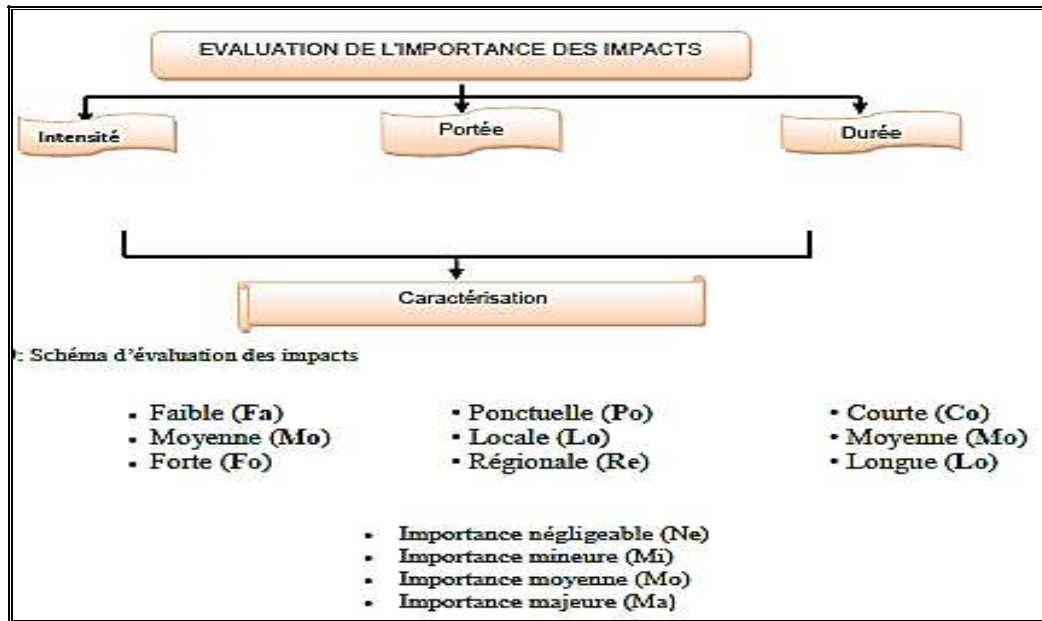 EVALUATION DE L'IMPORTANCE DES IMPACTS
Intensité Portée Durée
Caractérisation
: Schéma d'évaluation des impacts
• Faible (Fa) • Ponctuelle (Po) • Courte (Co)
• Moyenne (Mo) • Locale (Lo) • Moyenne (Mo)
• Forte (Fo) • Régionale (Re) • Longue (Lo)
• Importance négligeable (Ne)
• Importance mineure (Mi)
• Importance moyenne (Mo)
• Importance majeure (Ma)